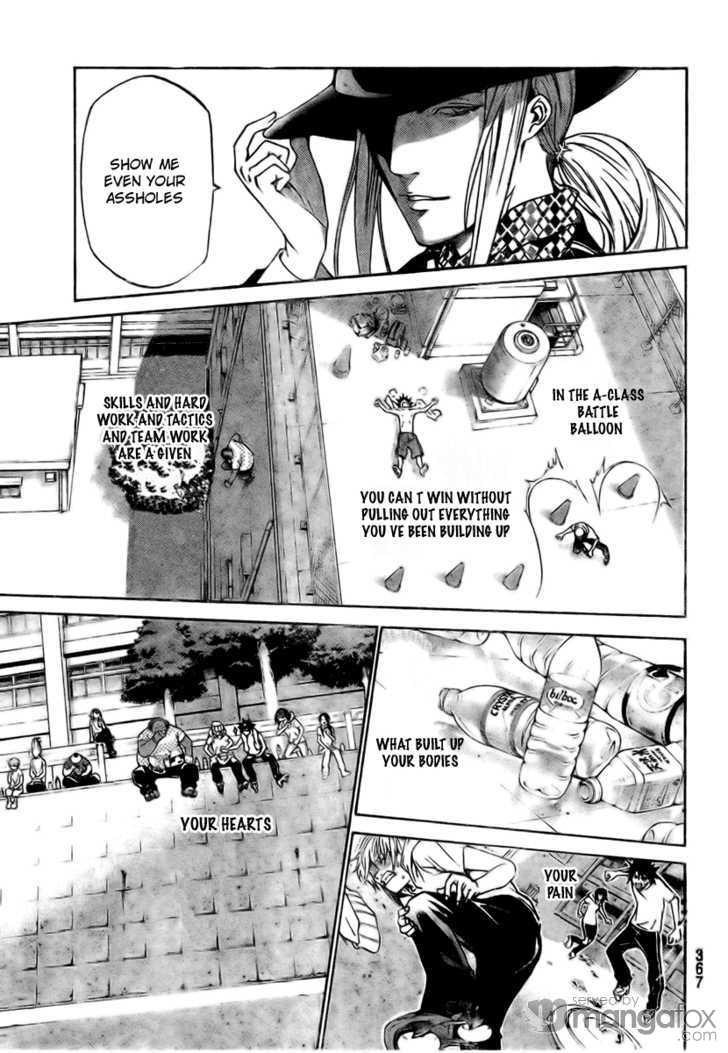 SHOW ME
EVEN YOUR
ASSHOLES
IN THE A-CLASS
BATTLE
BALLOON
YOU CAN T WIN WITHOUT
PULLING OUT EVERYTHING
YOU VE BEEN BUILDING UP
SKILLS AND HARD
WORK AND TACTICS
AND TEAM WORK
ARE A GIVEN
bilboc
CRYST
WHAT BUILT UP
YOUR BODIES
YOUR HEARTS
YOUR
PAIN
367
served by
mangafox